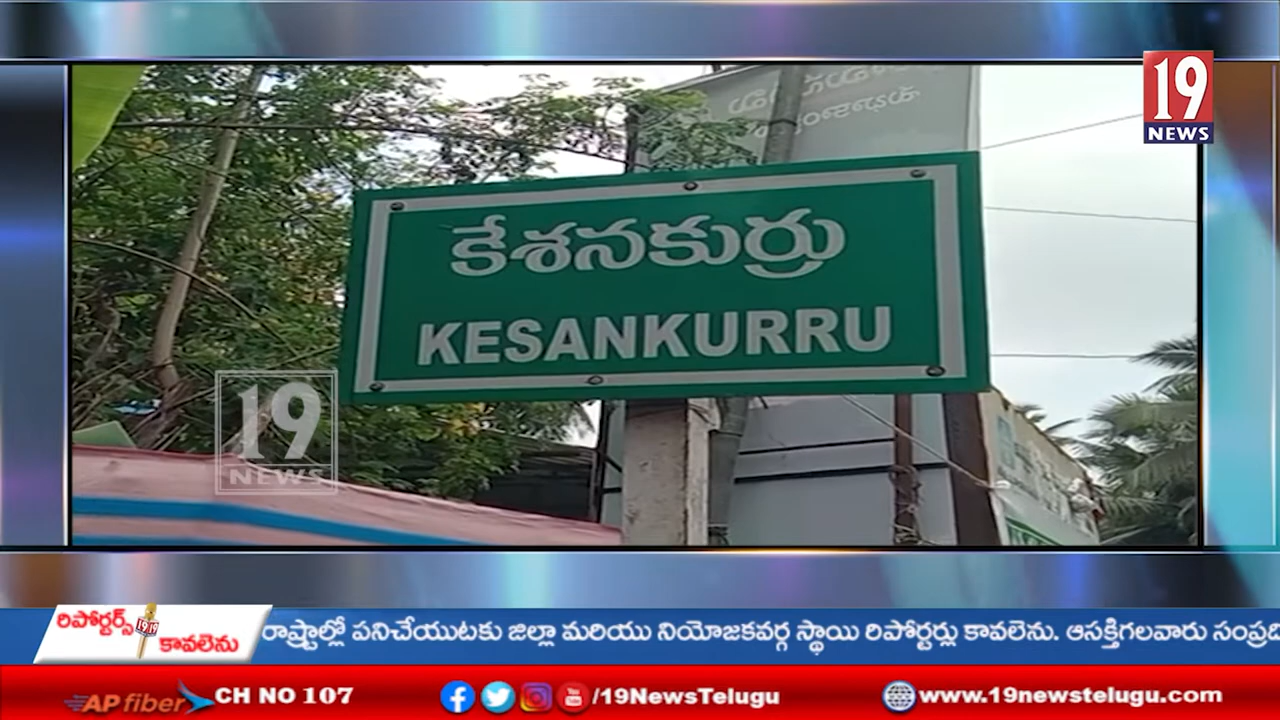 19
NEWS
కేశనకుర్రు
KESANKURRU
19
NEWS
రిపోర్టర్స్
కావలెను
రాష్ట్రాల్లో పనిచేయుటకు జిల్లా మరియు నియోజకవర్గ స్థాయి రిపోర్టర్లు కావలెను. ఆసక్తిగలవారు
AP fiber CH NO 107 /19NewsTelugu www.19newstelugu.com